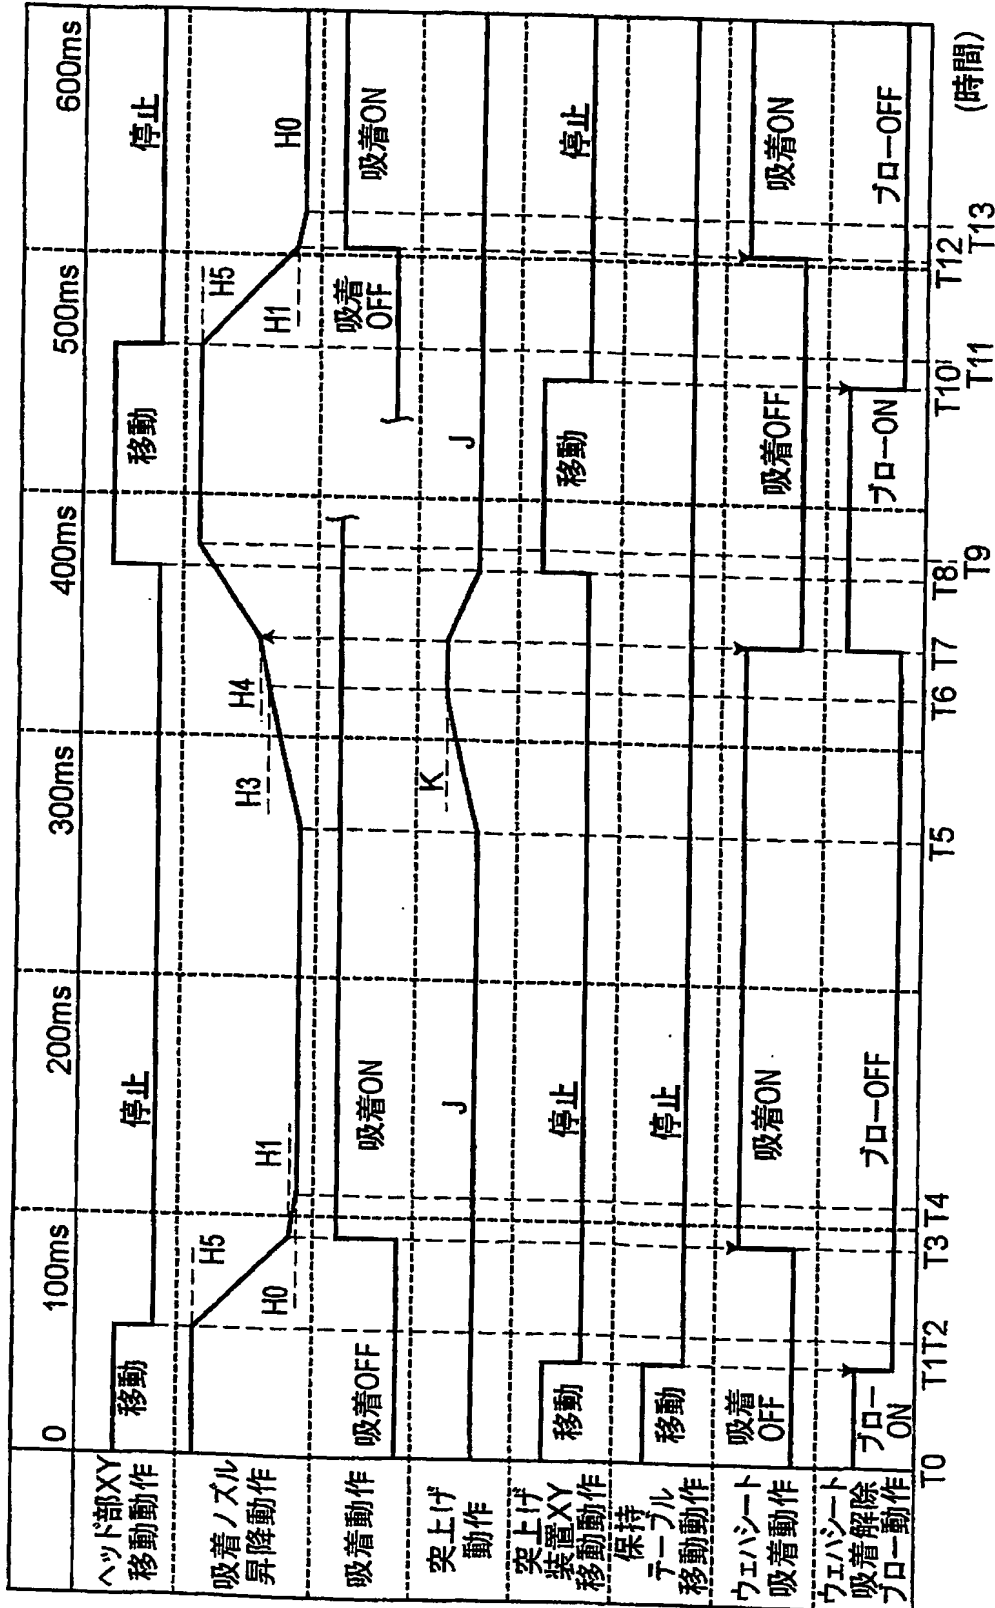 0
100ms
200ms
300ms
400ms
500ms
600ms
ヘッド部XY
移動動作
移動
停止
移動
停止
吸着ノズル
昇降動作
H5
H0
H1
H3
H4
H5
H1
H0
吸着動作
吸着OFF
吸着ON
吸着
OFF
吸着ON
突上げ
動作
J
K
J
突上げ
装置XY
移動動作
移動
停止
移動
停止
保持
テーブル
移動動作
移動
停止
ウェハシート
吸着動作
吸着
OFF
吸着ON
吸着OFF
吸着ON
ウェハシート
吸着解除
ブロー動作
ブロー
ON
ブローOFF
ブローON
ブローOFF
T0
T1
T2
T3
T4
T5
T6
T7
T8
T9
T10
T11
T12
T13
(時間)